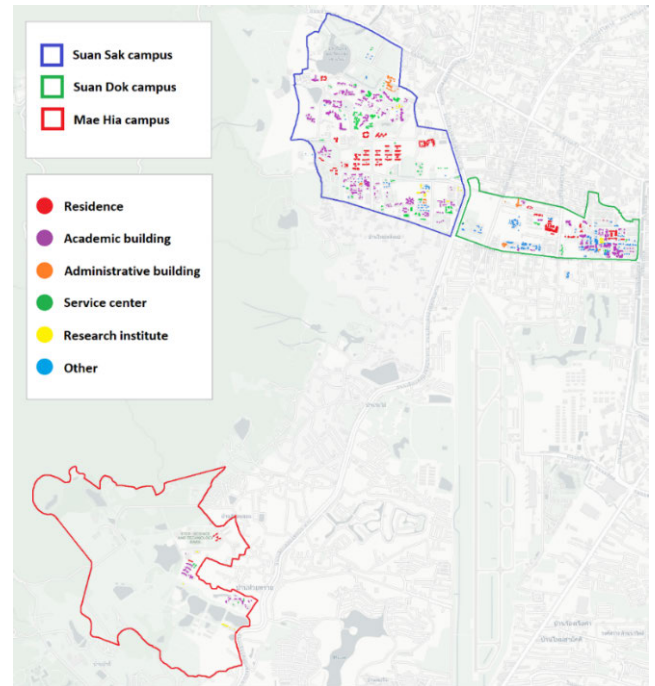 Suan Sak campus
Suan Dok campus
Mae Hia campus
Residence
Academic building
Administrative building
Service center
Research institute
Other